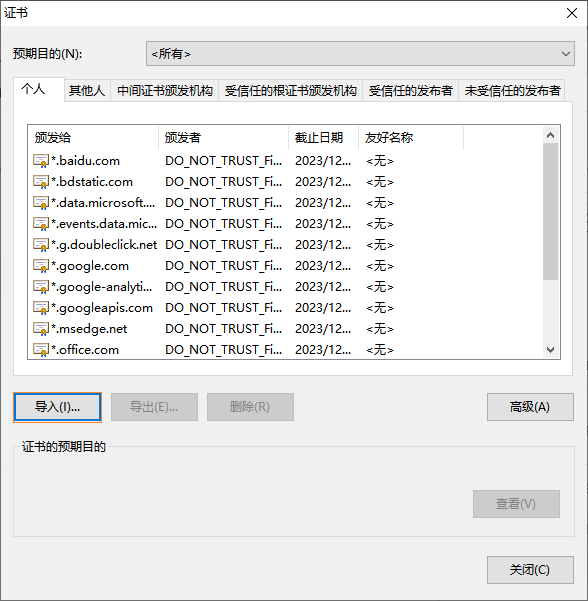 证书
预期目的(N): <所有>
个人 其他人 中间证书颁发机构 受信任的根证书颁发机构 受信任的发布者 未受信任的发布者
颁发给 颁发者 截止日期 友好名称
*.baidu.com DO_NOT_TRUST_Fi... 2023/12... <无>
*.bdstatic.com DO_NOT_TRUST_Fi... 2023/12... <无>
*.data.microsoft.... DO_NOT_TRUST_Fi... 2023/12... <无>
*.events.data.mic... DO_NOT_TRUST_Fi... 2023/12... <无>
*.g.doubleclick.net DO_NOT_TRUST_Fi... 2023/12... <无>
*.google.com DO_NOT_TRUST_Fi... 2023/12... <无>
*.google-analyti... DO_NOT_TRUST_Fi... 2023/12... <无>
*.googleapis.com DO_NOT_TRUST_Fi... 2023/12... <无>
*.msedge.net DO_NOT_TRUST_Fi... 2023/12... <无>
*.office.com DO_NOT_TRUST_Fi... 2023/12... <无>
导入(I)... 导出(E)... 删除(R) 高级(A)
证书的预期目的
查看(V)
关闭(C)